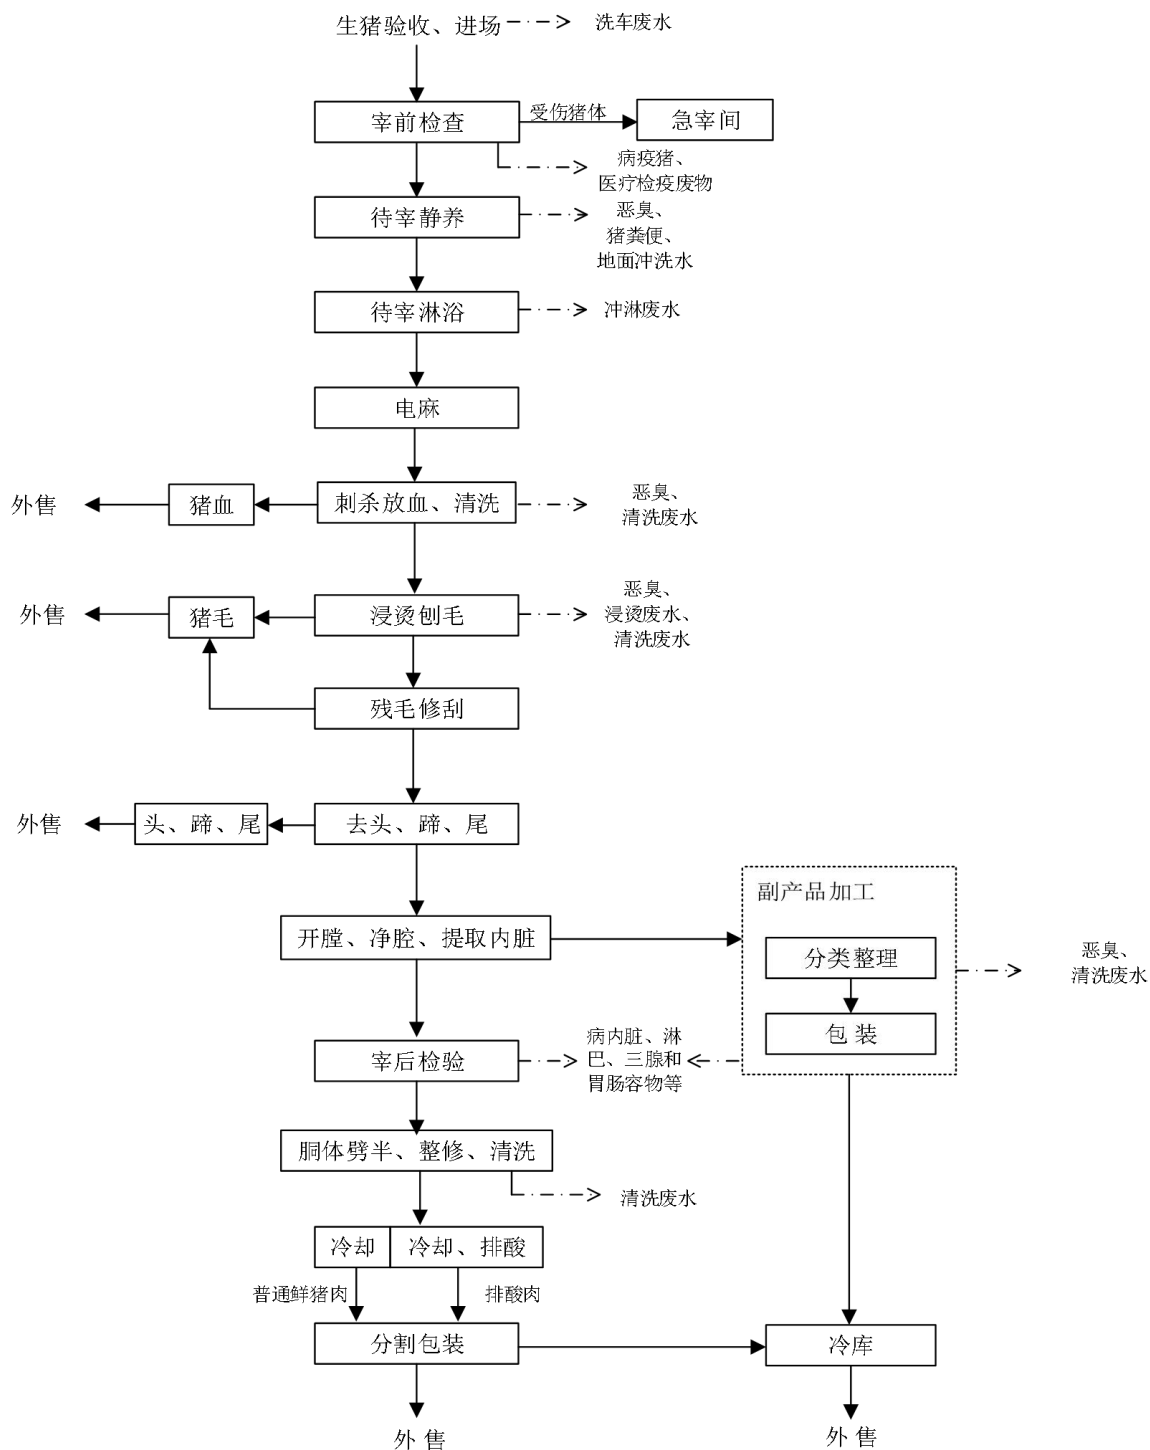 生猪验收、进场
洗车废水
宰前检查
受伤猪体
急宰间
病疫猪、
医疗检疫废物
待宰静养
恶臭、
猪粪便、
地面冲洗水
待宰淋浴
冲淋废水
电麻
外售
猪血
刺杀放血、清洗
恶臭、
清洗废水
外售
猪毛
浸烫刨毛
恶臭、
浸烫废水、
清洗废水
残毛修刮
外售
头、蹄、尾
去头、蹄、尾
副产品加工
开膛、净腔、提取内脏
分类整理
恶臭、
清洗废水
包装
宰后检验
病内脏、淋
巴、三腺和
胃肠容物等
胴体劈半、整修、清洗
清洗废水
冷却
冷却、排酸
普通鲜猪肉
排酸肉
分割包装
冷库
外售
外售